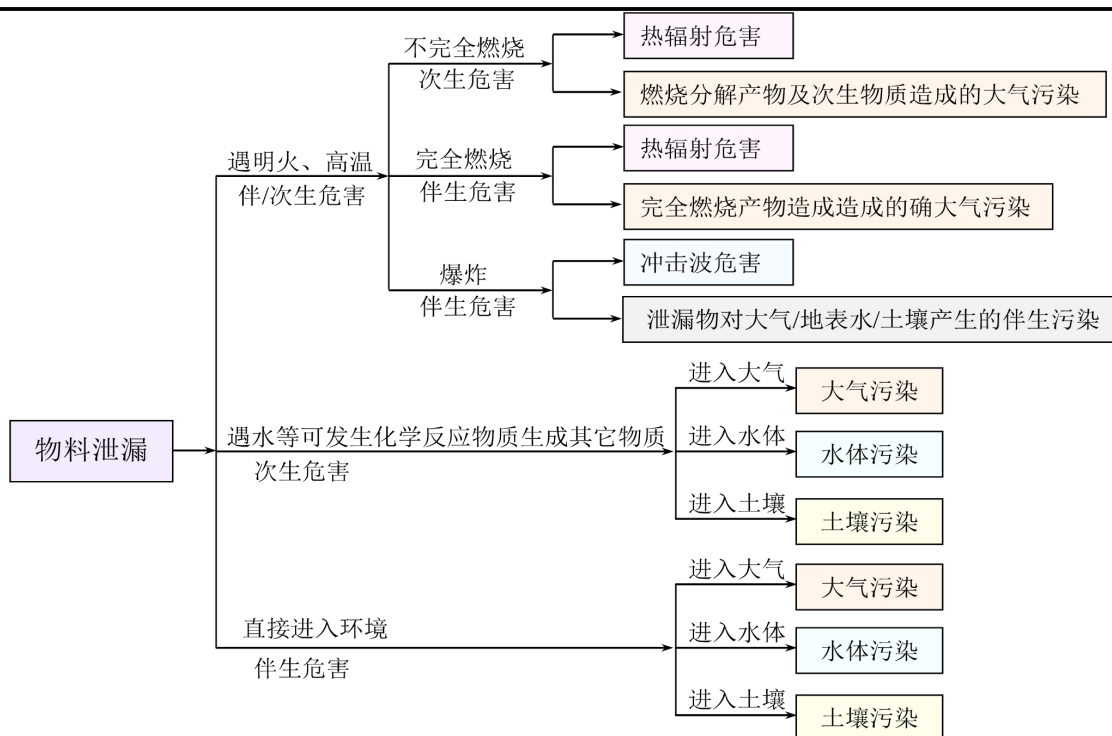 不完全燃烧
次生危害
热辐射危害
燃烧分解产物及次生物质造成的大气污染
遇明火、高温
伴/次生危害
完全燃烧
伴生危害
热辐射危害
完全燃烧产物造成造成的确大气污染
爆炸
伴生危害
冲击波危害
泄漏物对大气/地表水/土壤产生的伴生污染
物料泄漏
遇水等可发生化学反应物质生成其它物质
次生危害
进入大气
大气污染
进入水体
水体污染
进入土壤
土壤污染
直接进入环境
伴生危害
进入大气
大气污染
进入水体
水体污染
进入土壤
土壤污染